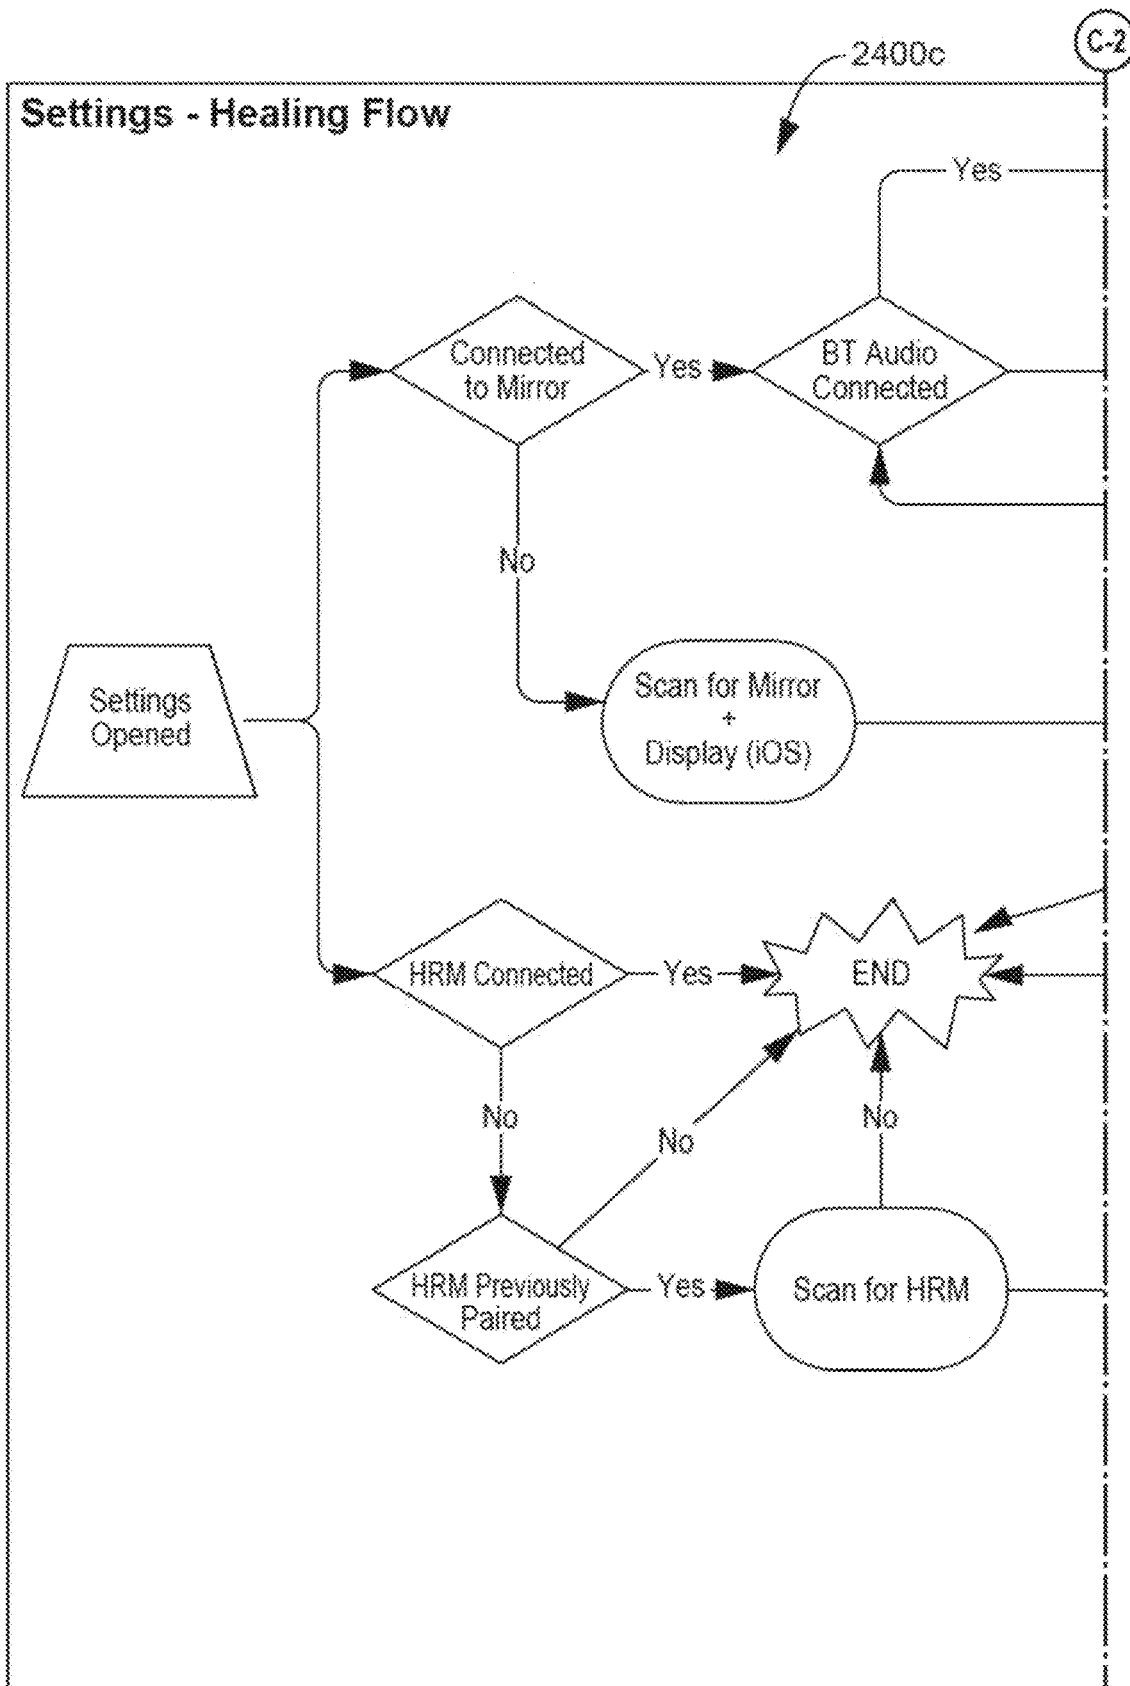 C-2
2400c
Settings - Healing Flow
Yes
Connected
to Mirror
Yes
BT Audio
Connected
No
Settings
Opened
Scan for Mirror
+
Display (iOS)
HRM Connected
Yes
END
No
No
No
HRM Previously
Paired
Yes
Scan for HRM